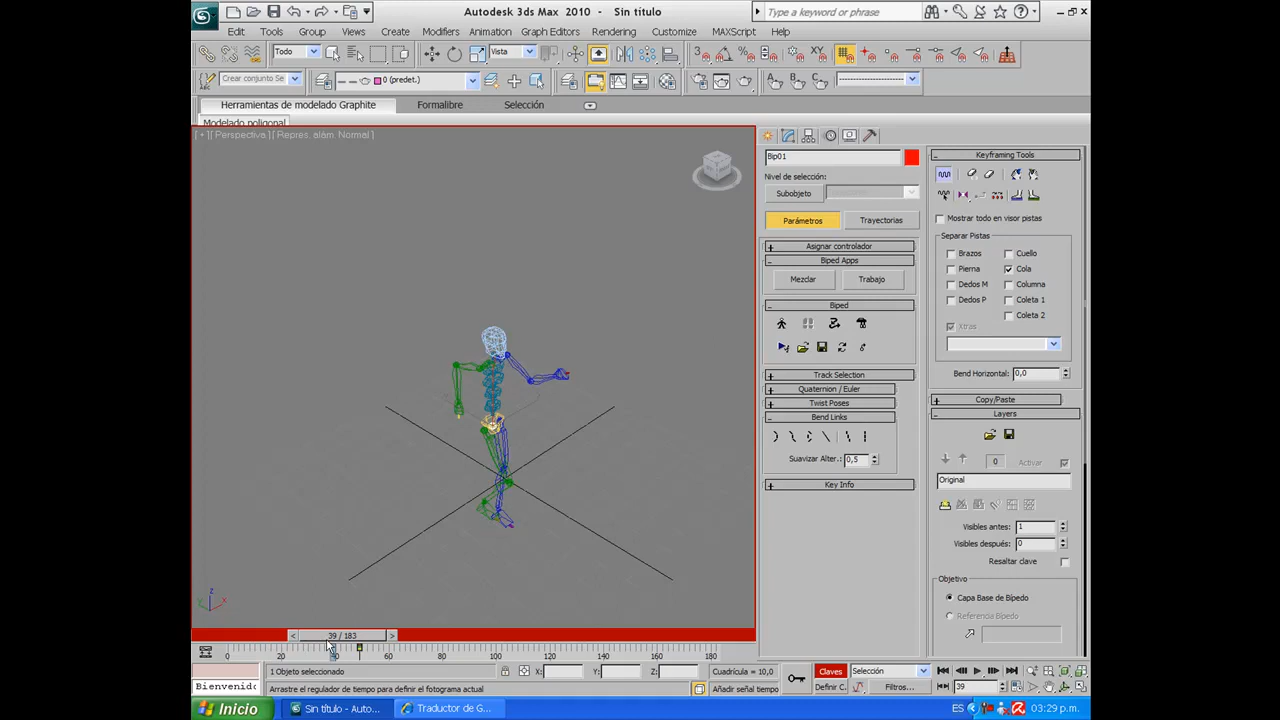 Autodesk 3ds Max 2010 - Sin título
Type a keyword or phrase
Edit Tools Group Views Create Modifiers Animation Graph Editors Rendering Customize MAXScript Help
Todo
Vista
3
%
XY
Crear conjunto Se
0 (predet.)
A
B
C
Herramientas de modelado Graphite
Formalibre
Selección
Modelado poligonal
[ + ][ Perspectiva ][ Repres. alám. Normal ]
Bip01
Nivel de selección:
Subobjeto
Parámetros
Trayectorias
Asignar controlador
Biped Apps
Mezclar
Trabajo
Biped
Track Selection
Quaternion / Euler
Twist Poses
Bend Links
Suavizar Alter.: 0,5
Key Info
Keyframing Tools
Mostrar todo en visor pistas
Separar Pistas
Brazos
Cuello
Pierna
Cola
Dedos M
Columna
Dedos P
Coleta 1
Coleta 2
Xtras
Bend Horizontal: 0,0
Copy/Paste
Layers
0
Activar
Original
Visibles antes: 1
Visibles después: 0
Resaltar clave
Objetivo
Capa Base de Bípedo
Referencia Bípedo
z
x
< 39 / 183 >
0 20 40 60 80 100 120 140 160 180
1 Objeto seleccionado
X:
Y:
Z:
Cuadrícula = 10,0
Claves
Selección
Bienvenid
Arrastre el regulador de tiempo para definir el fotograma actual
Añadir señal tiempo
Definir C.
Filtros...
39
Inicio
Sin título - Auto...
Traductor de G...
ES
03:29 p.m.